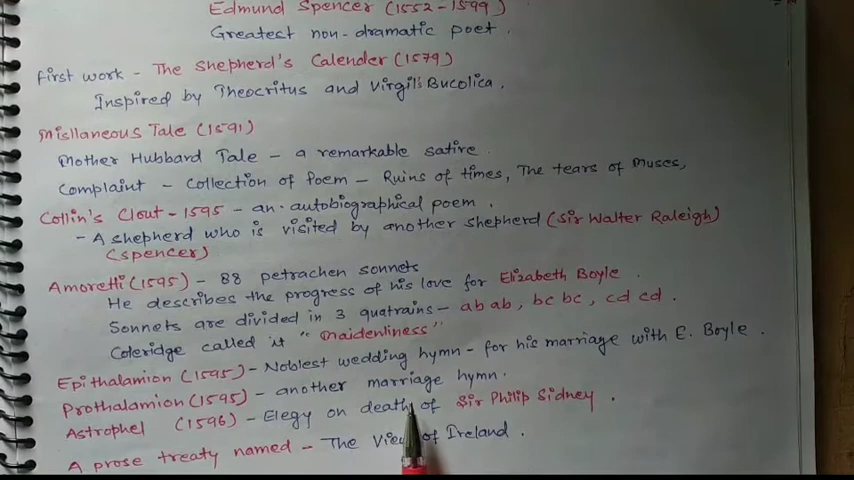 Edmund Spencer (1552-1599)
Greatest non-dramatic poet.
First work - The Shepherd's Calender (1579)
Inspired by Theocritus and Virgil's Bucolica.
Misllaneous Tale (1591)
Mother Hubbard Tale - a remarkable satire.
Complaint - Collection of Poem - Ruins of times, The tears of Muses,
Collin's Clout - 1595 - an autobiographical poem.
- A shepherd who is visited by another shepherd (Sir Walter Raleigh)
(Spencer)
Amoretti (1595) - 88 petrachen sonnets
He describes the progress of his love for Elizabeth Boyle.
Sonnets are divided in 3 quatrains - ab ab, bc bc, cd cd.
Coleridge called it "Maidenliness"
Epithalamion (1595) - Noblest wedding hymn - for his marriage with E. Boyle.
Prothalamion (1595) - another marriage hymn.
Astrophel (1596) - Elegy on death of Sir Philip Sidney.
A prose treaty named - The View of Ireland.